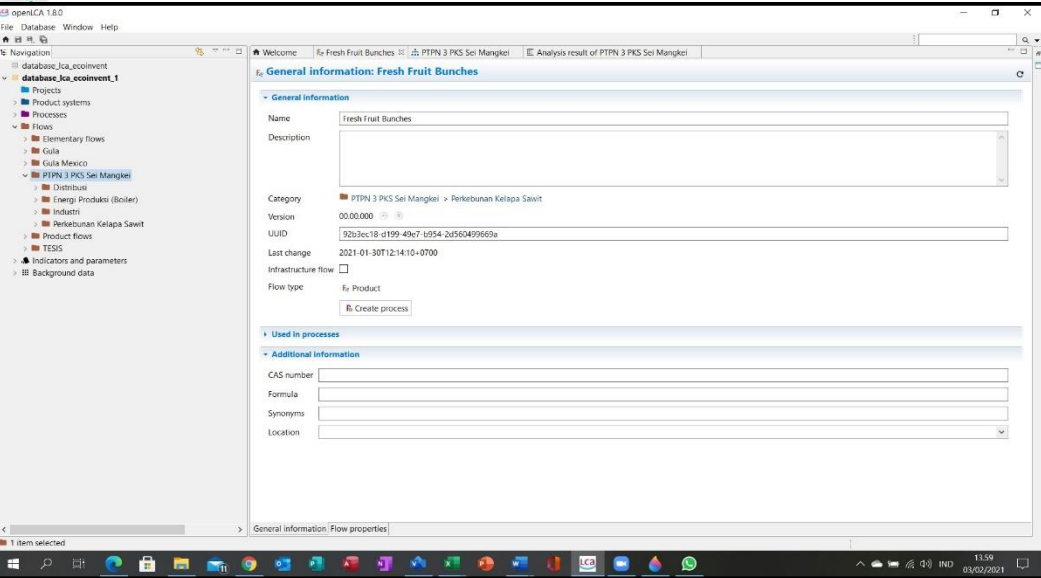 openLCA 1.8.0
File Database Window Help
Navigation
database_lca_ecoinvent
database_lca_ecoinvent_1
Projects
Product systems
Processes
Flows
Elementary flows
Gula
Gula Mexico
PTPN 3 PKS Sei Mangkei
Distribusi
Energi Produksi (Boiler)
Industri
Perkebunan Kelapa Sawit
Product flows
TESIS
Indicators and parameters
Background data
Welcome Fresh Fruit Bunches PTPN 3 PKS Sei Mangkei Analysis result of PTPN 3 PKS Sei Mangkei
General information: Fresh Fruit Bunches
General information
Name Fresh Fruit Bunches
Description
Category PTPN 3 PKS Sei Mangkei > Perkebunan Kelapa Sawit
Version 00.00.000
UUID 92b3ec18-d199-49e7-b954-2d560499669a
Last change 2021-01-30T12:14:10+0700
Infrastructure flow
Flow type Product
Create process
Used in processes
Additional information
CAS number
Formula
Synonyms
Location
General information Flow properties
1 item selected
LCA
IND
13.59
03/02/2021